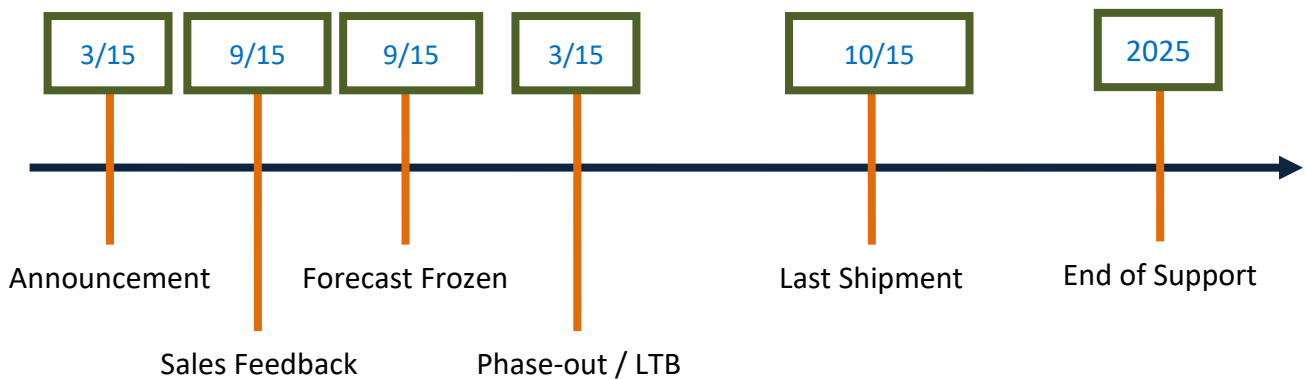 3/15
9/15
9/15
3/15
10/15
2025
Announcement
Forecast Frozen
Last Shipment
End of Support
Sales Feedback
Phase-out / LTB